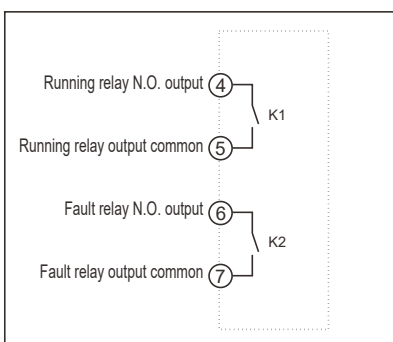 Running relay N.O. output 4
K1
Running relay output common 5
Fault relay N.O. output 6
K2
Fault relay output common 7